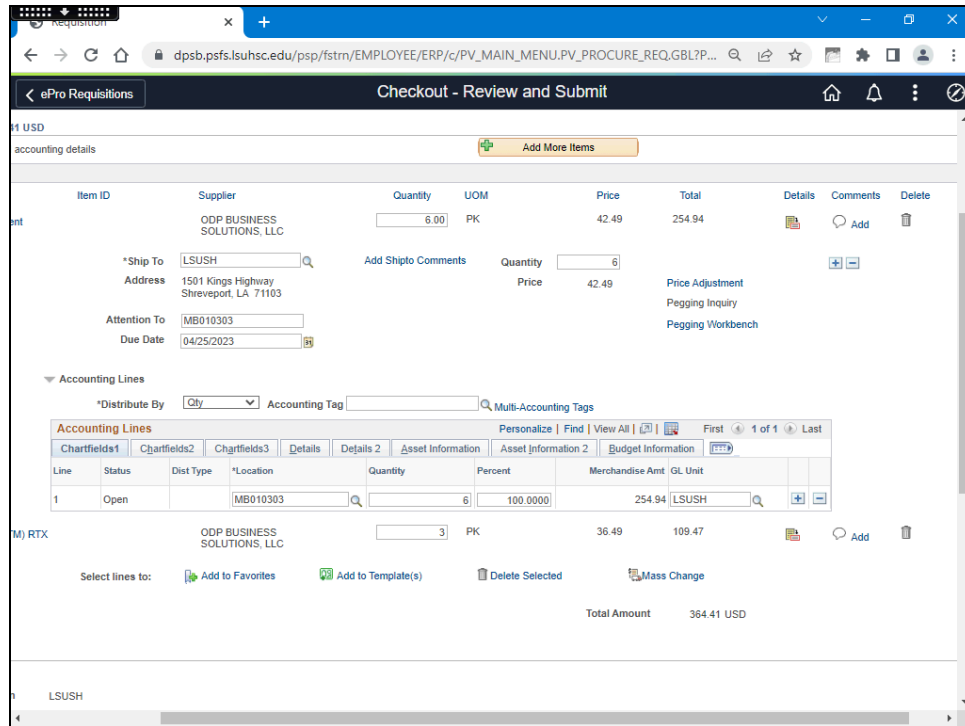 Requisition
dpsb.psfs.lsuhsc.edu/psp/fstrn/EMPLOYEE/ERP/c/PV_MAIN_MENU.PV_PROCURE_REQ.GBL?P...
ePro Requisitions
Checkout - Review and Submit
41 USD
accounting details
Add More Items
Item ID Supplier Quantity UOM Price Total Details Comments Delete
ent ODP BUSINESS SOLUTIONS, LLC 6.00 PK 42.49 254.94 Add
*Ship To LSUSH Add Shipto Comments Quantity 6
Address 1501 Kings Highway Price 42.49 Price Adjustment
Shreveport, LA 71103
Pegging Inquiry
Attention To MB010303 Pegging Workbench
Due Date 04/25/2023
Accounting Lines
*Distribute By Qty Accounting Tag Multi-Accounting Tags
Accounting Lines Personalize | Find | View All | First 1 of 1 Last
Chartfields1 Chartfields2 Chartfields3 Details Details 2 Asset Information Asset Information 2 Budget Information
Line Status Dist Type *Location Quantity Percent Merchandise Amt GL Unit
1 Open MB010303 6 100.0000 254.94 LSUSH
TM) RTX ODP BUSINESS SOLUTIONS, LLC 3 PK 36.49 109.47 Add
Select lines to: Add to Favorites Add to Template(s) Delete Selected Mass Change
Total Amount 364.41 USD
LSUSH